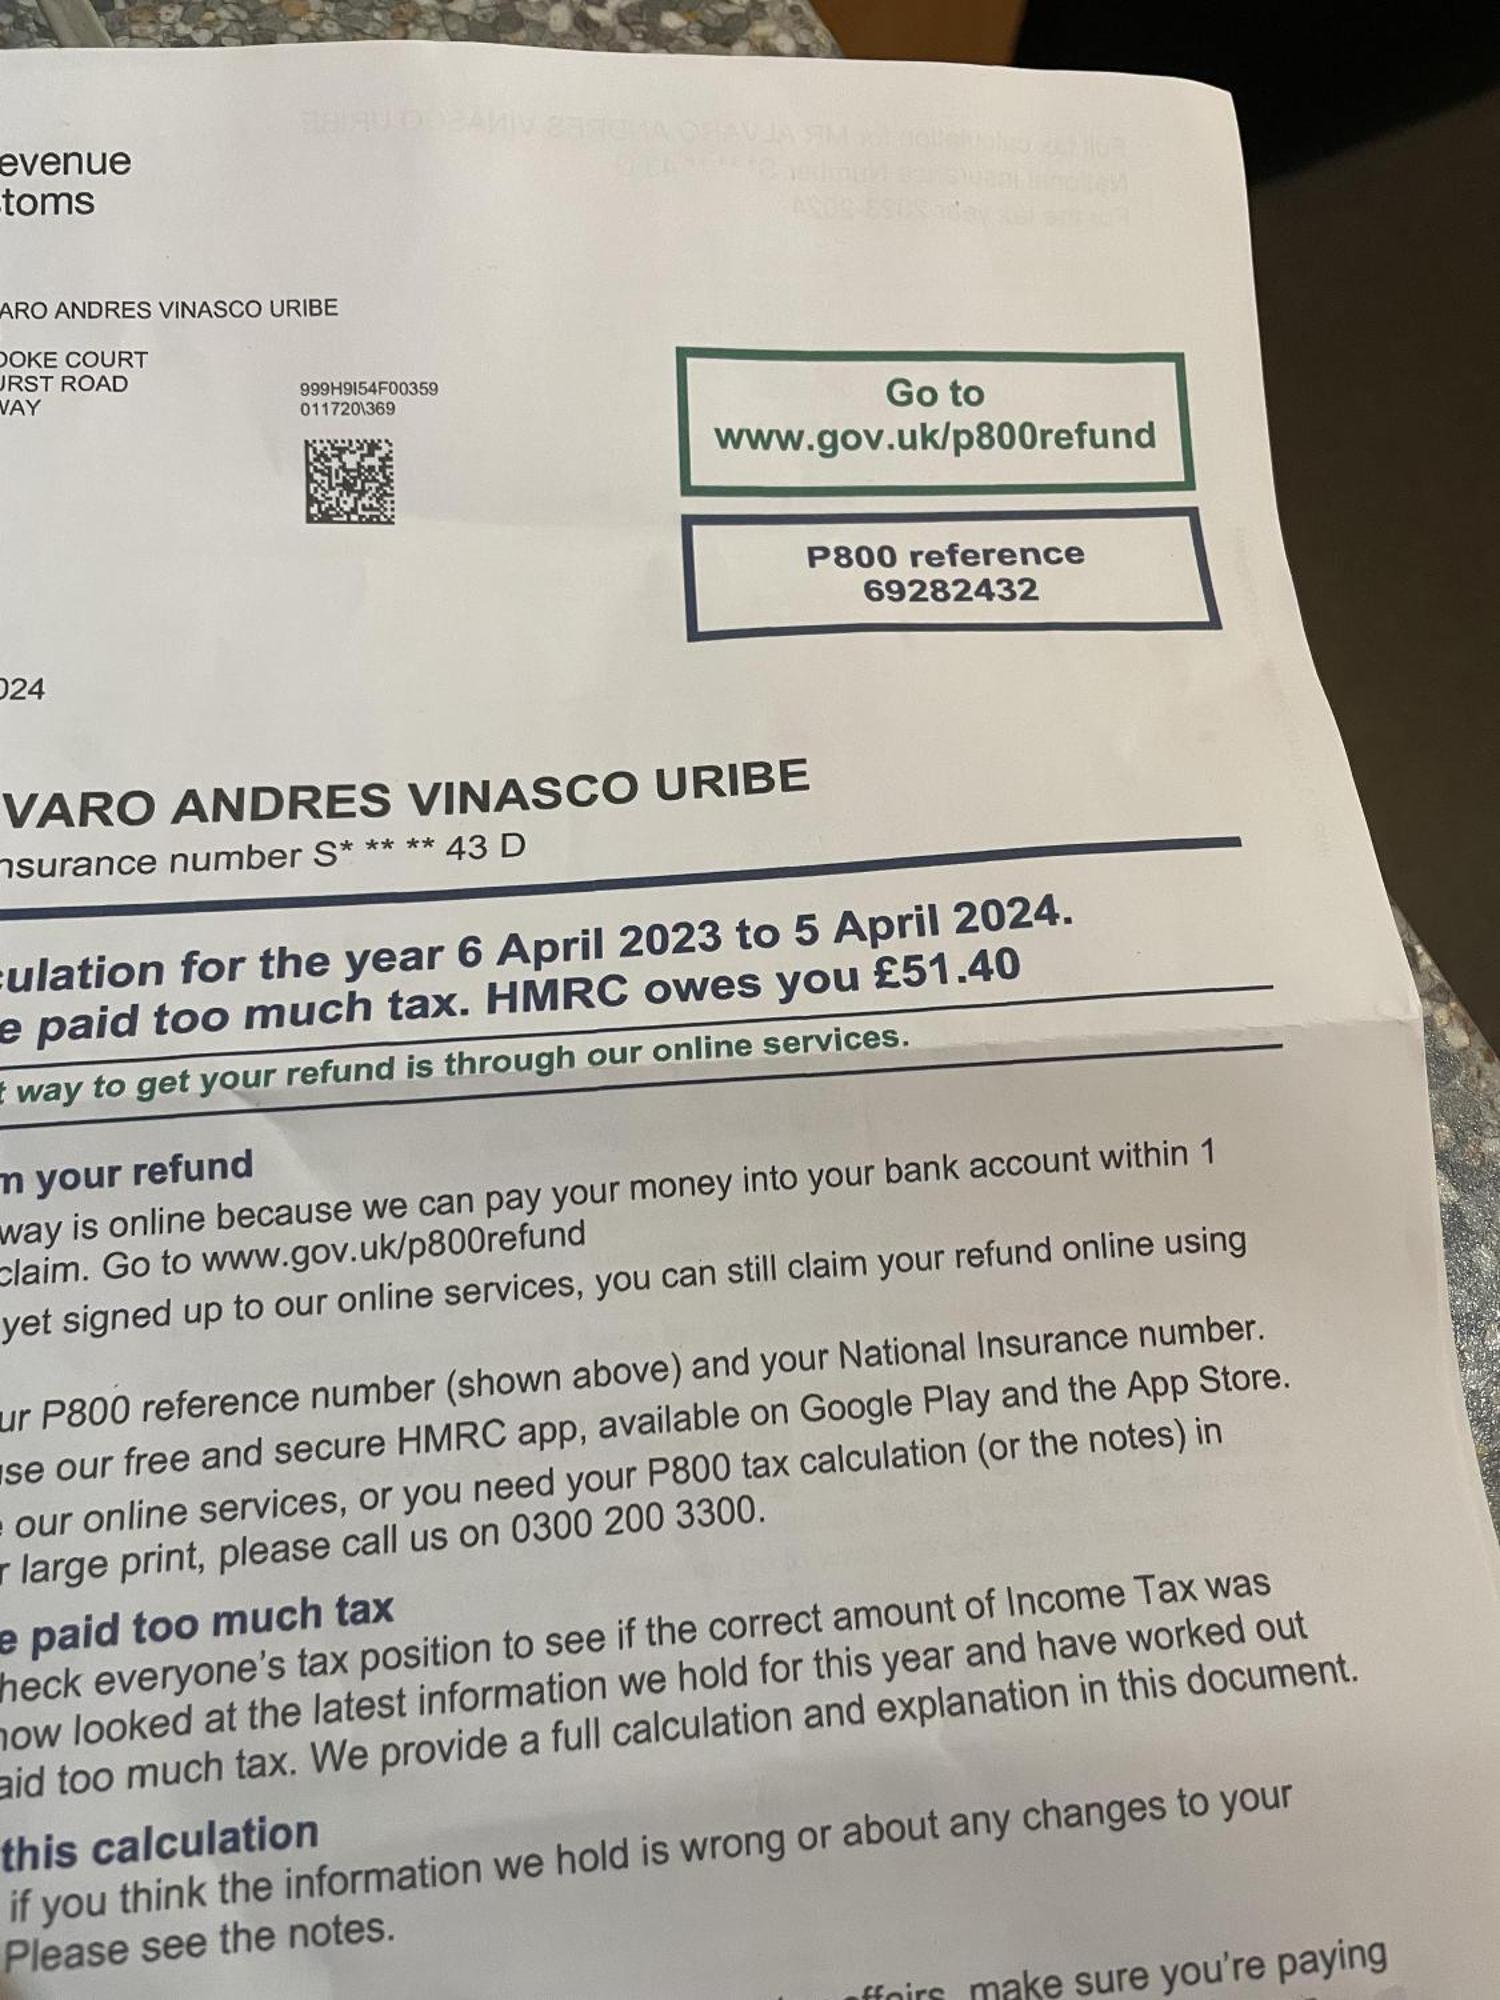 evenue
toms
ARO ANDRES VINASCO URIBE
OOKE COURT
URST ROAD
WAY
999H9I54F00359
011720\369
Go to
www.gov.uk/p800refund
P800 reference
69282432
024
VARO ANDRES VINASCO URIBE
nsurance number S* ** ** 43 D
culation for the year 6 April 2023 to 5 April 2024.
e paid too much tax. HMRC owes you £51.40
t way to get your refund is through our online services.
m your refund
way is online because we can pay your money into your bank account within 1
claim. Go to www.gov.uk/p800refund
yet signed up to our online services, you can still claim your refund online using
ur P800 reference number (shown above) and your National Insurance number.
use our free and secure HMRC app, available on Google Play and the App Store.
e our online services, or you need your P800 tax calculation (or the notes) in
r large print, please call us on 0300 200 3300.
e paid too much tax
heck everyone's tax position to see if the correct amount of Income Tax was
now looked at the latest information we hold for this year and have worked out
aid too much tax. We provide a full calculation and explanation in this document.
this calculation
if you think the information we hold is wrong or about any changes to your
Please see the notes.
affairs, make sure you're paying